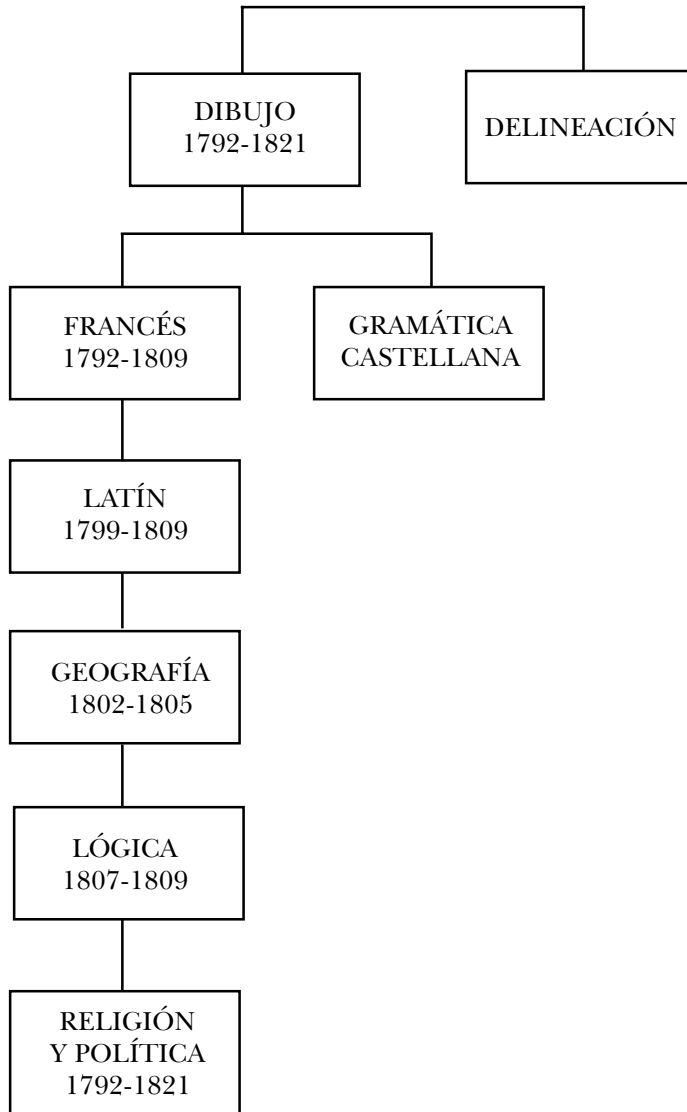 DIBUJO
1792-1821
DELINEACIÓN
FRANCÉS
1792-1809
GRAMÁTICA
CASTELLANA
LATÍN
1799-1809
GEOGRAFÍA
1802-1805
LÓGICA
1807-1809
RELIGIÓN
Y POLÍTICA
1792-1821